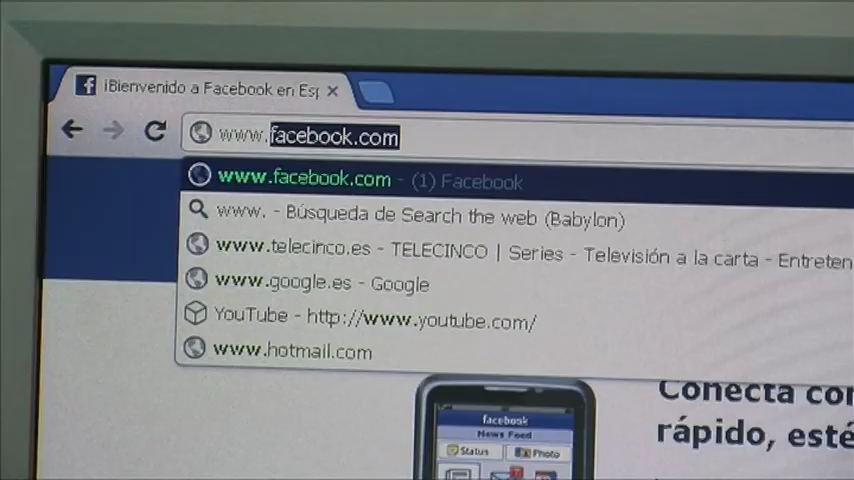 ¡Bienvenido a Facebook en Esp
www.facebook.com
www.facebook.com - (1) Facebook
www. - Búsqueda de Search the web (Babylon)
www.telecinco.es - TELECINCO | Series - Televisión a la carta - Entreten
www.google.es - Google
YouTube - http://www.youtube.com/
www.hotmail.com
Conecta con
rápido, esté
facebook
News Feed
Status
Photo